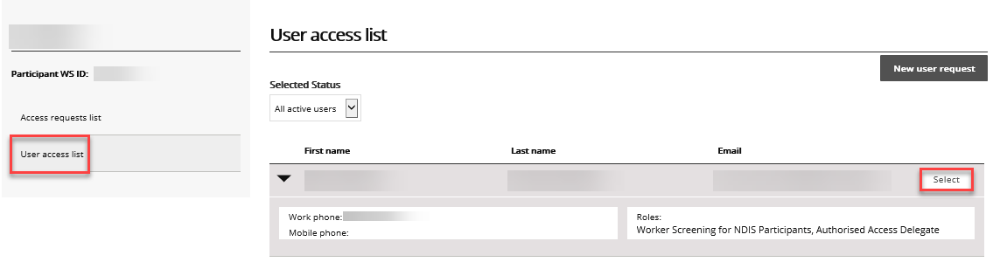 Participant WS ID:
Access requests list
User access list
User access list
New user request
Selected Status
All active users
First name Last name Email
Select
Work phone:
Mobile phone:
Roles:
Worker Screening for NDIS Participants, Authorised Access Delegate